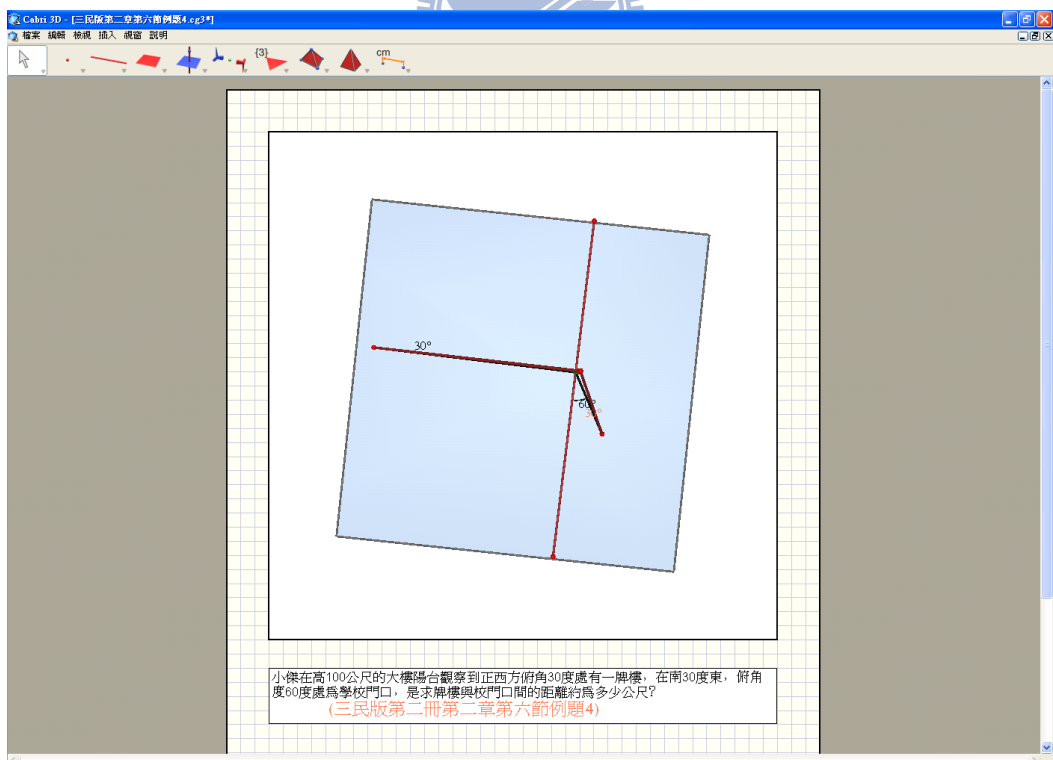 Cabri 3D - [三民版第二章第六節例題4.cg3*]
檔案 編輯 檢視 插入 視窗 說明
{3}
cm
30°
60°
小傑在高100公尺的大樓陽台觀察到正西方俯角30度處有一牌樓，在南30度東，俯角
度60度處為學校門口，是求牌樓與校門口間的距離約為多少公尺?
(三民版第二冊第二章第六節例題4)